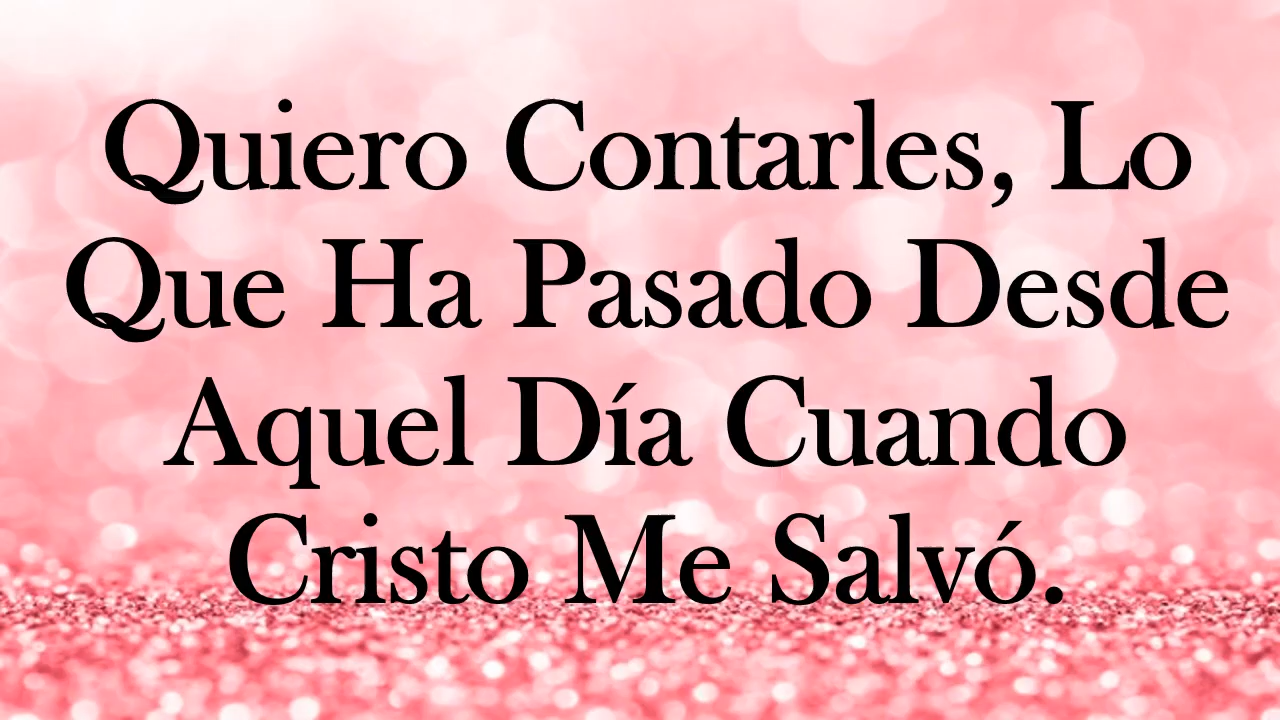 Quiero Contarles, Lo
Que Ha Pasado Desde
Aquel Día Cuando
Cristo Me Salvó.